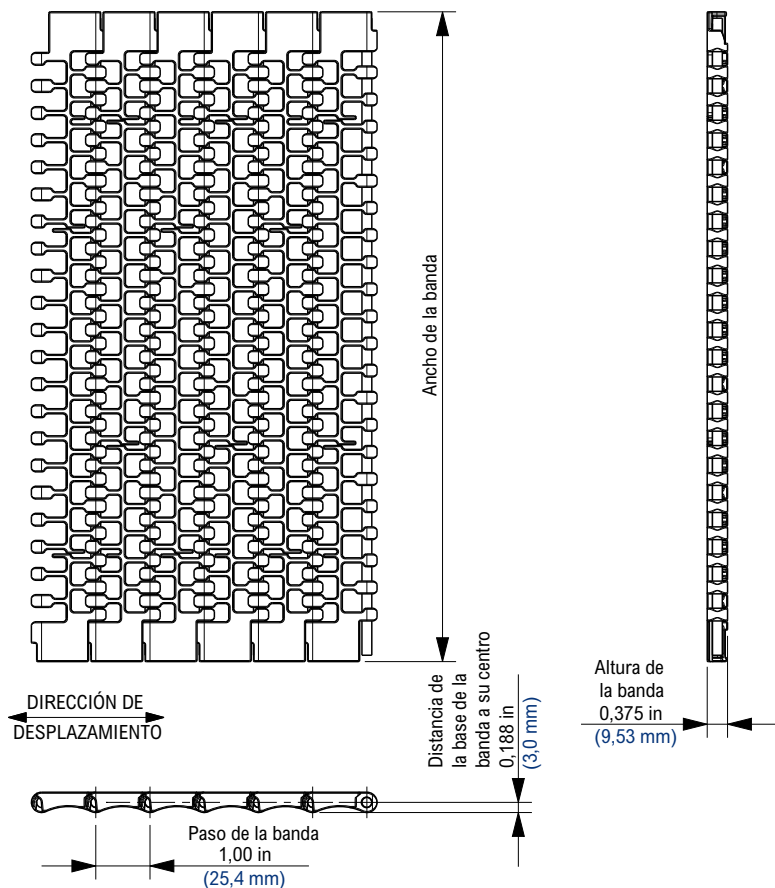 Ancho de la banda
DIRECCIÓN DE
DESPLAZAMIENTO
Distancia de
la base de la
banda a su centro
0,188 in
(3,0 mm)
Altura de
la banda
0,375 in
(9,53 mm)
Paso de la banda
1,00 in
(25,4 mm)